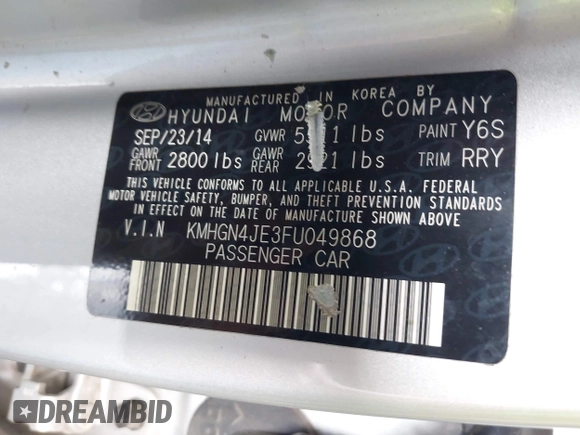 MANUFACTURED IN KOREA BY
HYUNDAI MOTOR COMPANY
SEP/23/14 GVWR lbs PAINT Y6S
GAWR FRONT 2800 lbs GAWR REAR lbs TRIM RRY
THIS VEHICLE CONFORMS TO ALL APPLICABLE U.S.A. FEDERAL
MOTOR VEHICLE SAFETY, BUMPER, AND THEFT PREVENTION STANDARDS
IN EFFECT ON THE DATE OF MANUFACTURE SHOWN ABOVE.
V.I.N KMHGN4JE3FU049868
PASSENGER CAR
DREAMBID